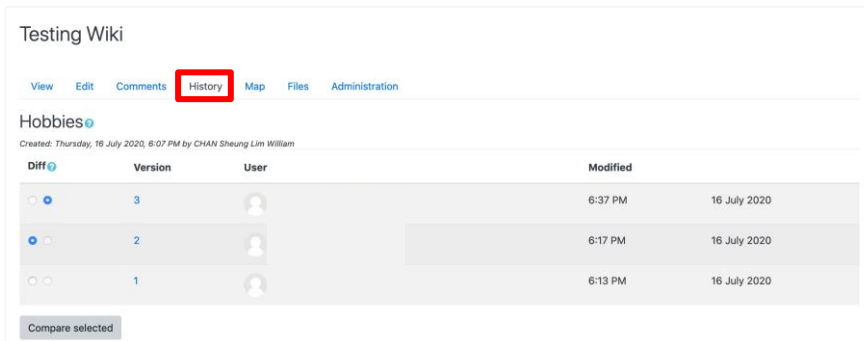 Testing Wiki
View Edit Comments History Map Files Administration
Hobbies
Created: Thursday, 16 July 2020, 6:07 PM by CHAN Sheung Lim William
Diff Version User Modified
3 6:37 PM 16 July 2020
2 6:17 PM 16 July 2020
1 6:13 PM 16 July 2020
Compare selected